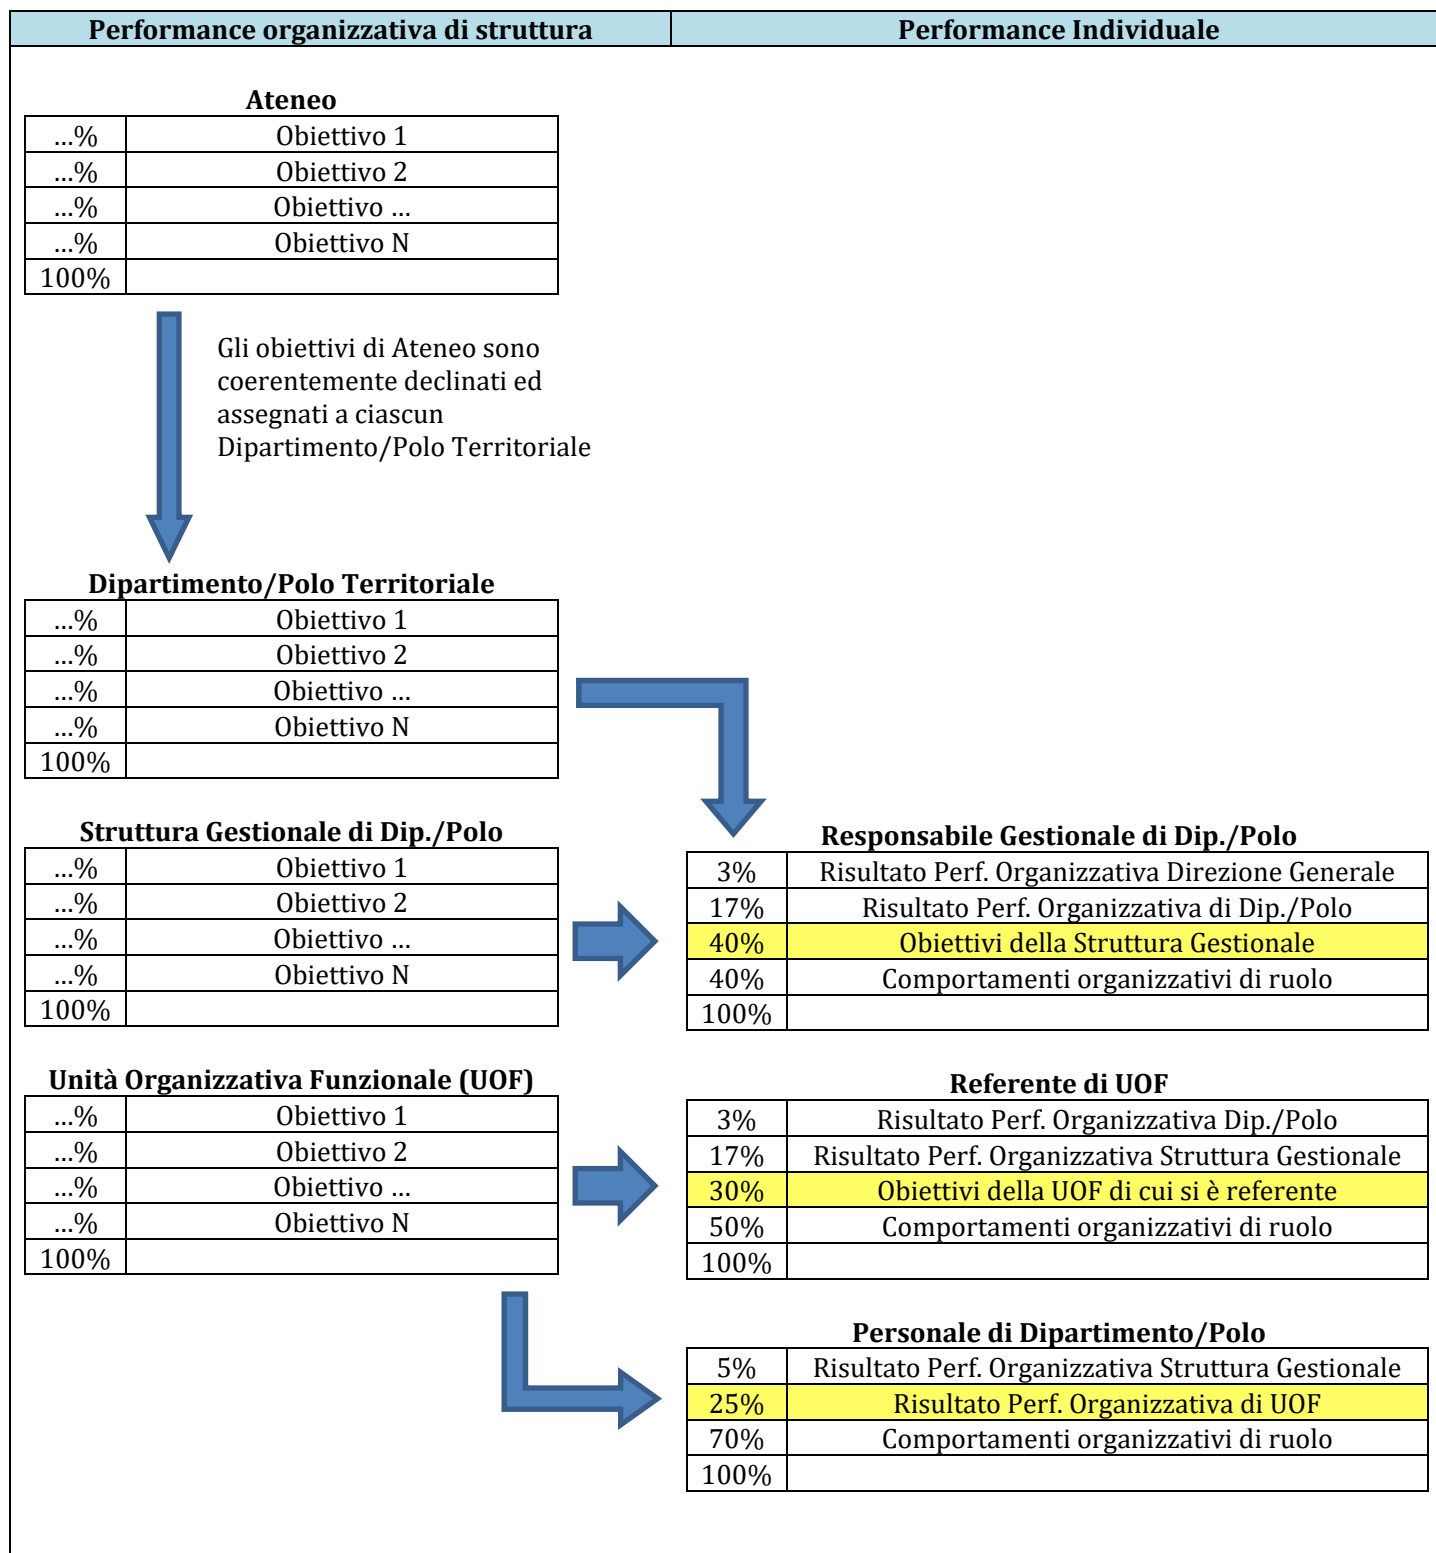 Performance organizzativa di struttura Performance Individuale
Ateneo
...% Obiettivo 1
...% Obiettivo 2
...% Obiettivo ...
...% Obiettivo N
100%
Gli obiettivi di Ateneo sono
coerentemente declinati ed
assegnati a ciascun
Dipartimento/Polo Territoriale
Dipartimento/Polo Territoriale
...% Obiettivo 1
...% Obiettivo 2
...% Obiettivo ...
...% Obiettivo N
100%
Struttura Gestionale di Dip./Polo
...% Obiettivo 1
...% Obiettivo 2
...% Obiettivo ...
...% Obiettivo N
100%
Responsabile Gestionale di Dip./Polo
3% Risultato Perf. Organizzativa Direzione Generale
17% Risultato Perf. Organizzativa di Dip./Polo
40% Obiettivi della Struttura Gestionale
40% Comportamenti organizzativi di ruolo
100%
Unità Organizzativa Funzionale (UOF)
...% Obiettivo 1
...% Obiettivo 2
...% Obiettivo ...
...% Obiettivo N
100%
Referente di UOF
3% Risultato Perf. Organizzativa Dip./Polo
17% Risultato Perf. Organizzativa Struttura Gestionale
30% Obiettivi della UOF di cui si è referente
50% Comportamenti organizzativi di ruolo
100%
Personale di Dipartimento/Polo
5% Risultato Perf. Organizzativa Struttura Gestionale
25% Risultato Perf. Organizzativa di UOF
70% Comportamenti organizzativi di ruolo
100%